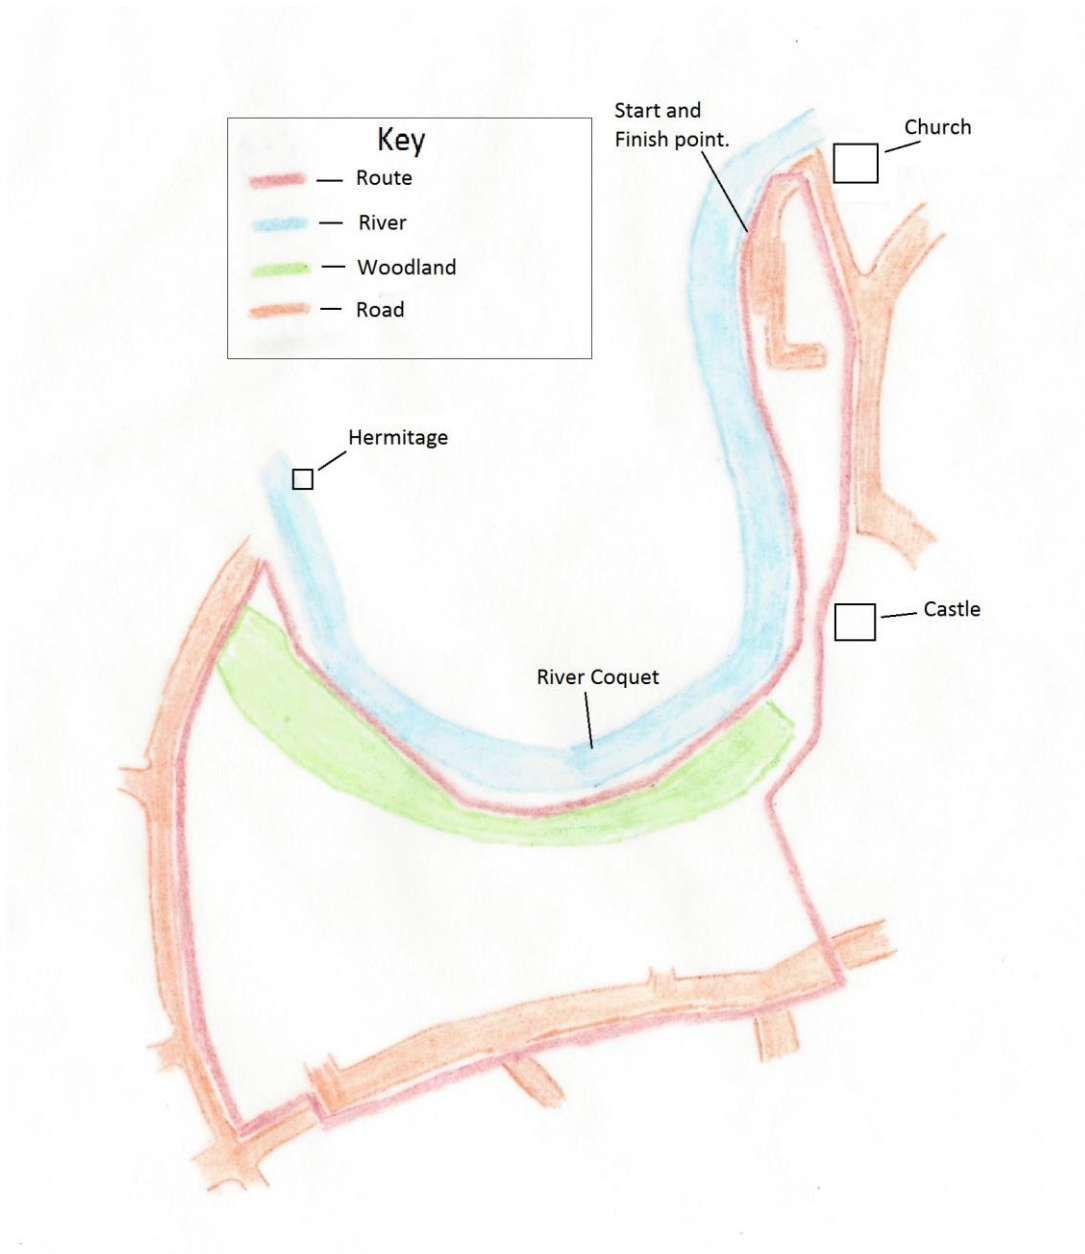 Key
Route
River
Woodland
Road
Start and
Finish point.
Church
Hermitage
River Coquet
Castle